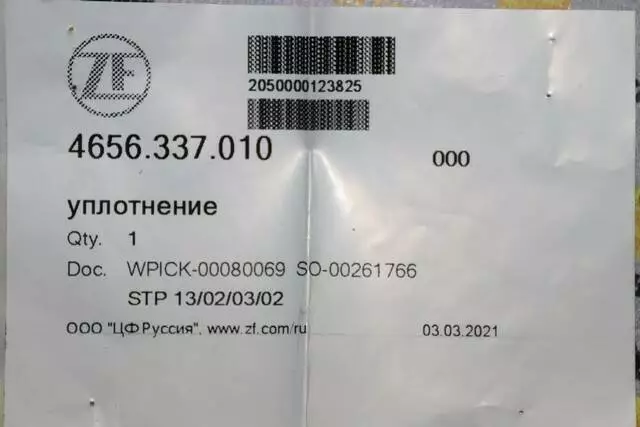 ZF
2050000123825
4656.337.010 000
уплотнение
Qty. 1
Doc. WPICK-00080069 SO-00261766
STP 13/02/03/02
ООО "ЦФ Руссия", www.zf.com/ru 03.03.2021